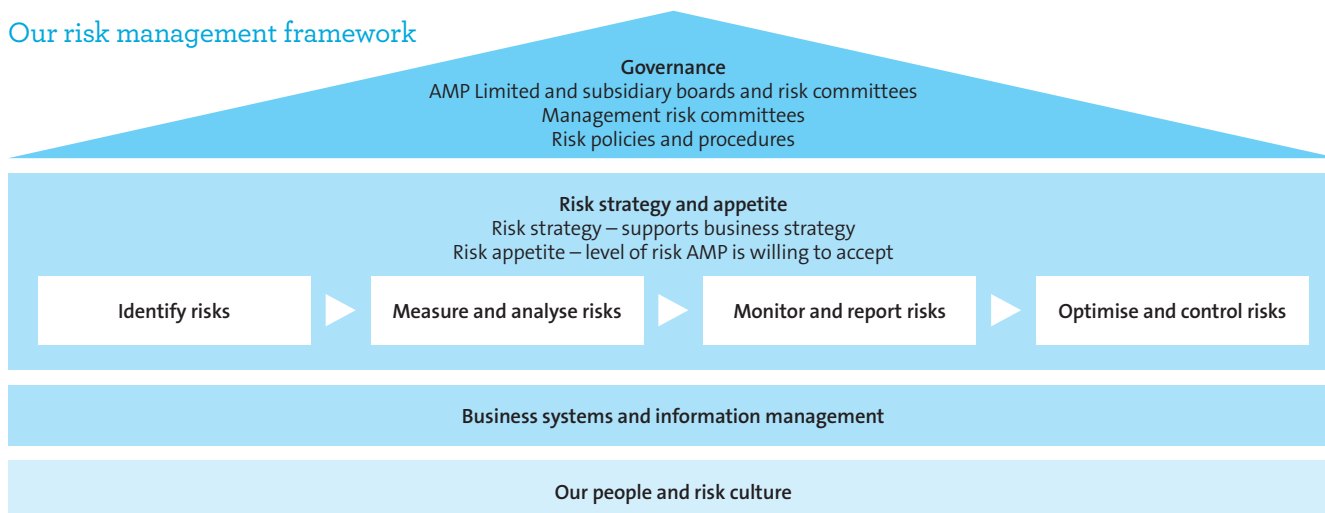 Our risk management framework
Governance
AMP Limited and subsidiary boards and risk committees
Management risk committees
Risk policies and procedures
Risk strategy and appetite
Risk strategy – supports business strategy
Risk appetite – level of risk AMP is willing to accept
Identify risks
Measure and analyse risks
Monitor and report risks
Optimise and control risks
Business systems and information management
Our people and risk culture